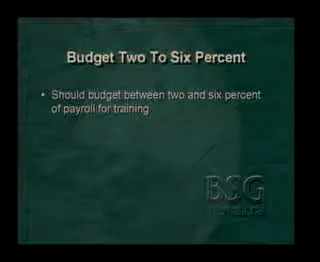 Budget Two To Six Percent
• Should budget between two and six percent
of payroll for training
BSG